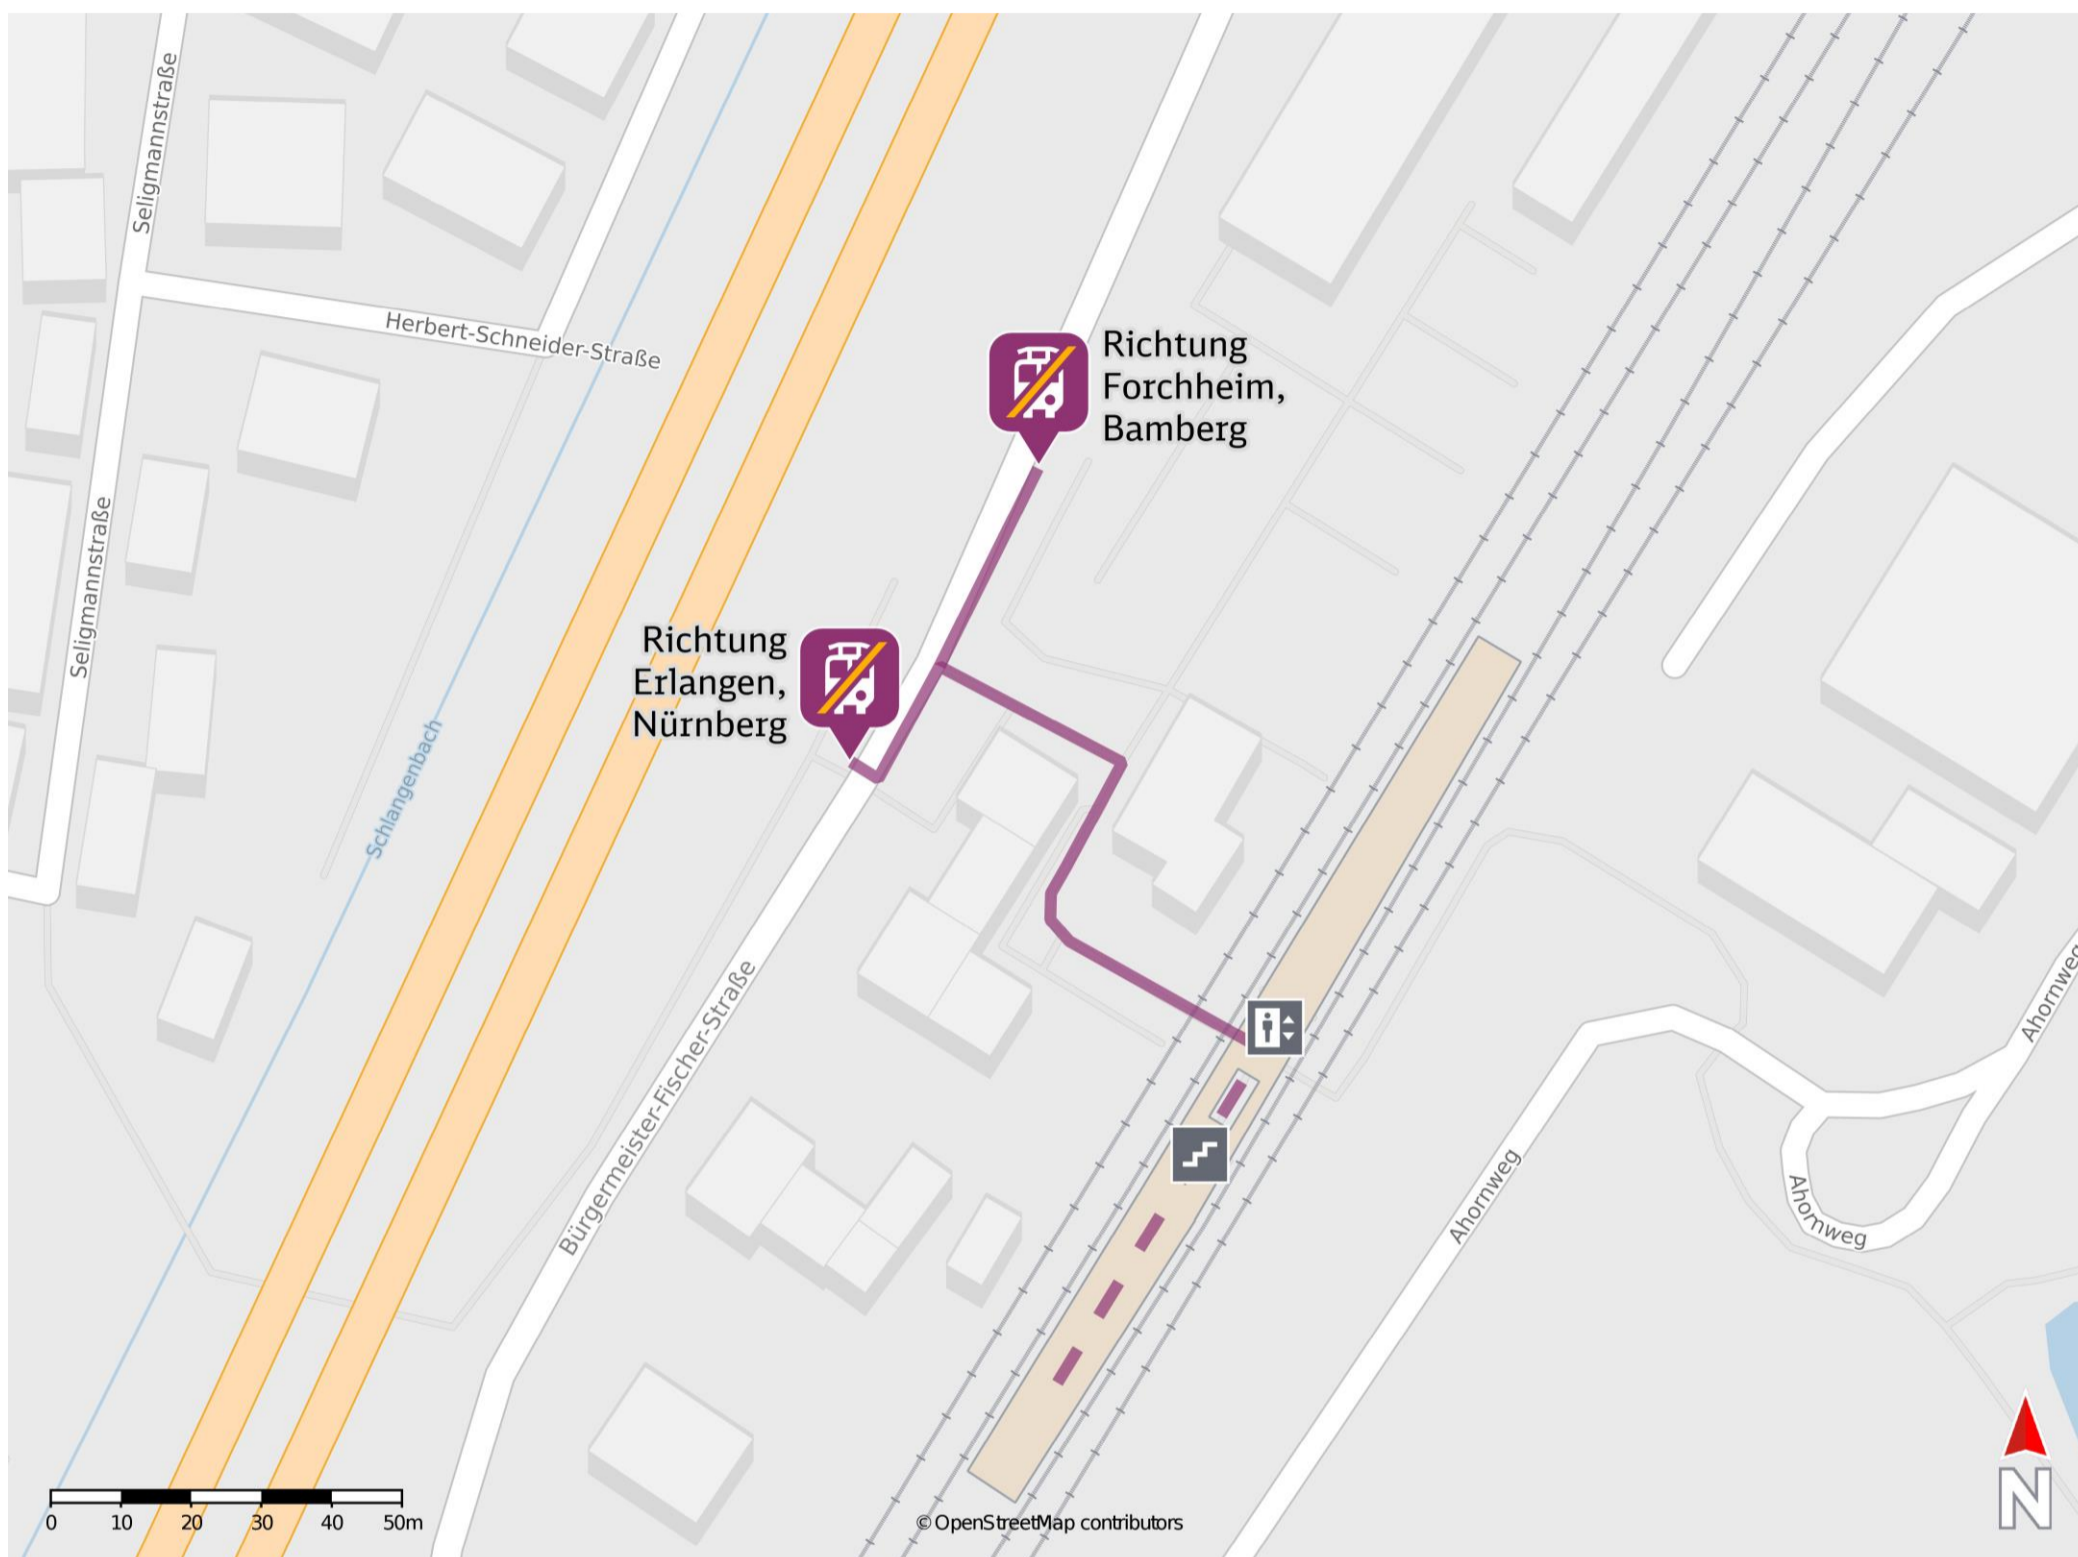 Seligmannstraße
Herbert-Schneider-Straße
Richtung
Forchheim,
Bamberg
Seligmannstraße
Richtung
Erlangen,
Nürnberg
Schlangenbach
Bürgermeister-Fischer-Straße
Ahornweg
Ahornweg
Ahornweg
N
0 10 20 30 40 50m
© OpenStreetMap contributors